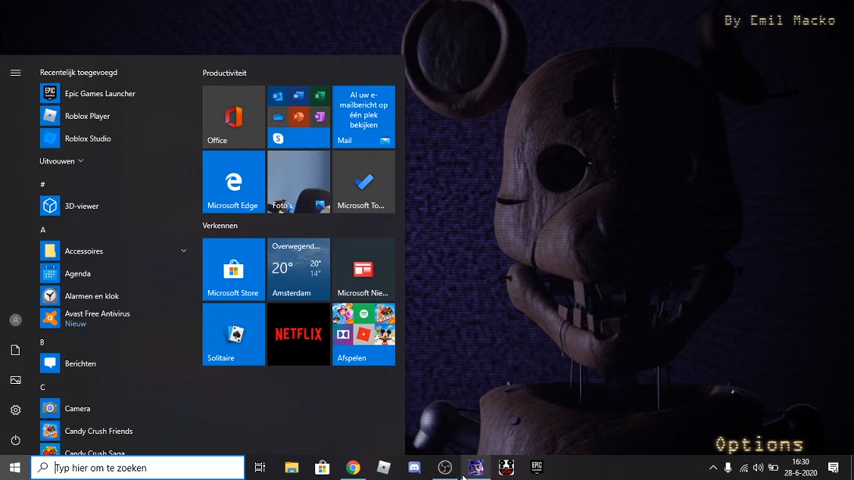 By Emil Macko
Recentelijk toegevoegd
Epic Games Launcher
Roblox Player
Roblox Studio
Uitvouwen
#
3D-viewer
A
Accessoires
Agenda
Alarmen en klok
Avast Free Antivirus
Nieuw
B
Berichten
C
Camera
Candy Crush Friends
Candy Crush Saga
Productiviteit
Office
Al uw e-
mailbericht op
één plek
bekijken
Mail
Microsoft Edge
Foto's
Microsoft To...
Verkennen
Microsoft Store
Overwegend...
20° 20°
14°
Amsterdam
Microsoft Nie...
Solitaire
NETFLIX
Afspelen
Options
Typ hier om te zoeken
EPIC
16:30
28-6-2020